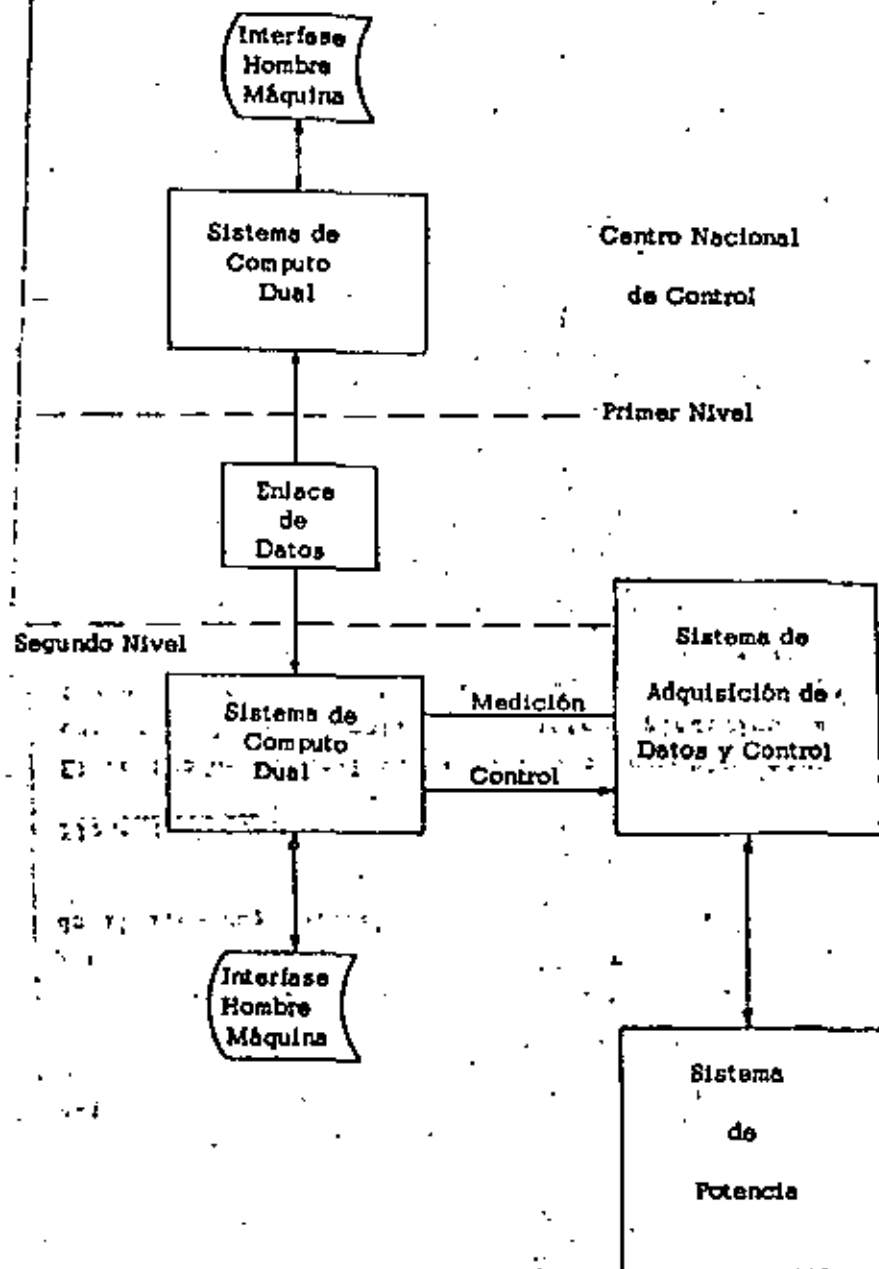 Interfase
Hombre
Máquina
Sistema de
Computo
Dual
Centro Nacional
de Control
Primer Nivel
Enlace
de
Datos
Segundo Nivel
Sistema de
Computo
Dual
Medición
Control
Sistema de
Adquisición de
Datos y Control
Interfase
Hombre
Máquina
Sistema
de
Potencia